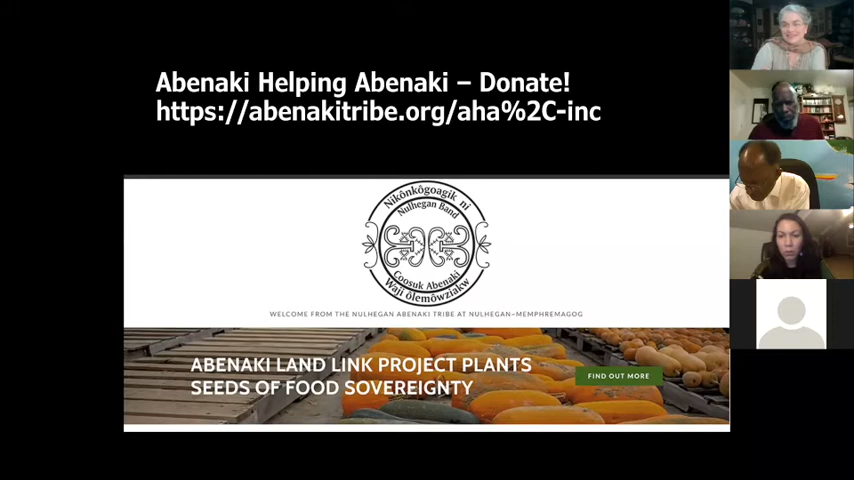 Abenaki Helping Abenaki – Donate!
https://abenakitribe.org/aha%2C-inc
Nikônkôgoagik ni
Nulhegan Band
Coosuk Abenaki
Waji ôlemôwziakw
WELCOME FROM THE NULHEGAN ABENAKI TRIBE AT NULHEGAN~MEMPHREMAGOG
ABENAKI LAND LINK PROJECT PLANTS
SEEDS OF FOOD SOVEREIGNTY
FIND OUT MORE